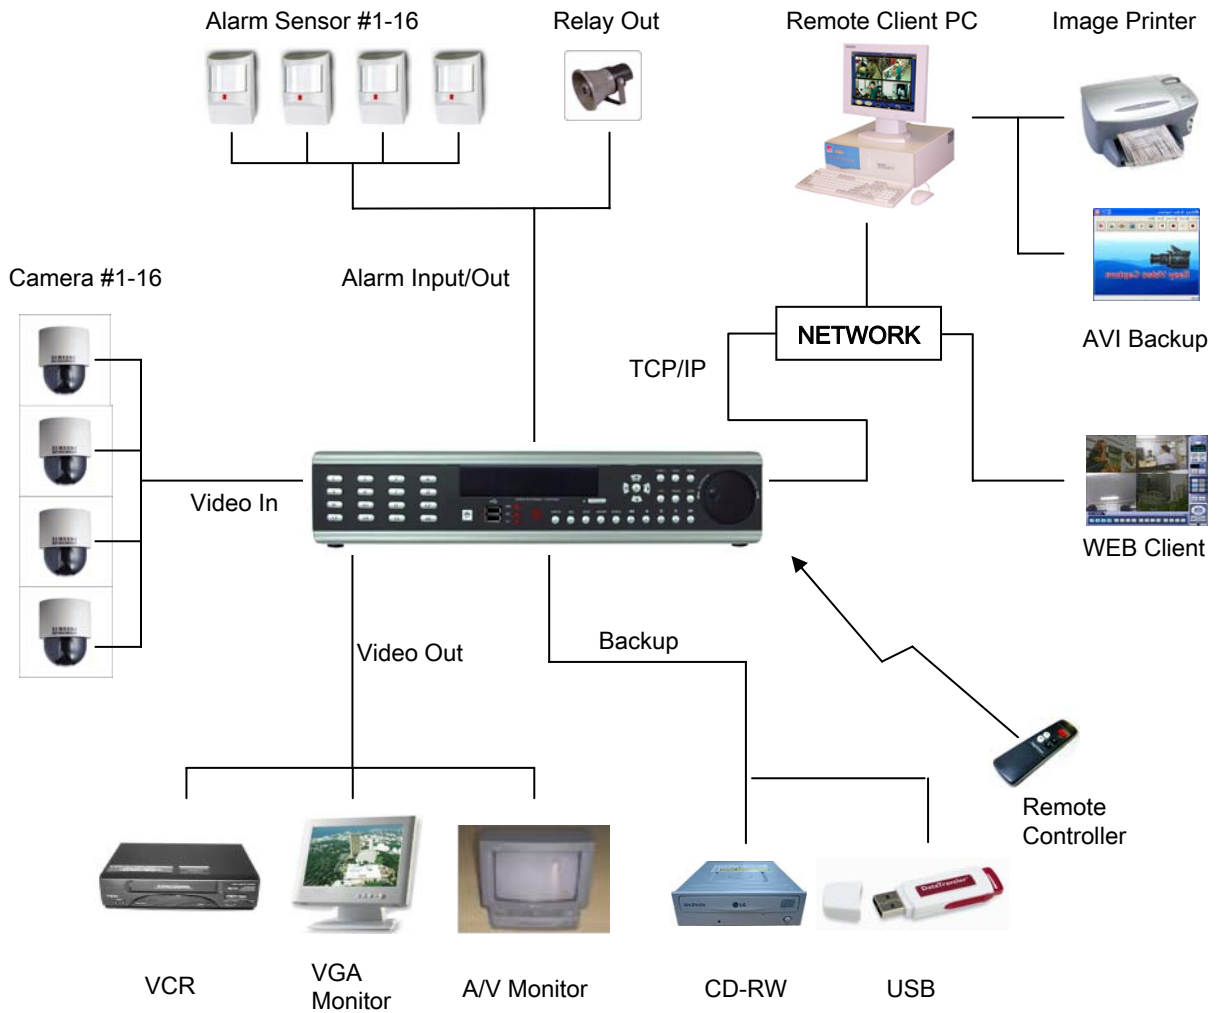 Alarm Sensor #1-16
Relay Out
Remote Client PC
Image Printer
Camera #1-16
Alarm Input/Out
NETWORK
AVI Backup
TCP/IP
Video In
WEB Client
Video Out
Backup
Remote
Controller
DataTraveler
LG
VCR
VGA
Monitor
A/V Monitor
CD-RW
USB